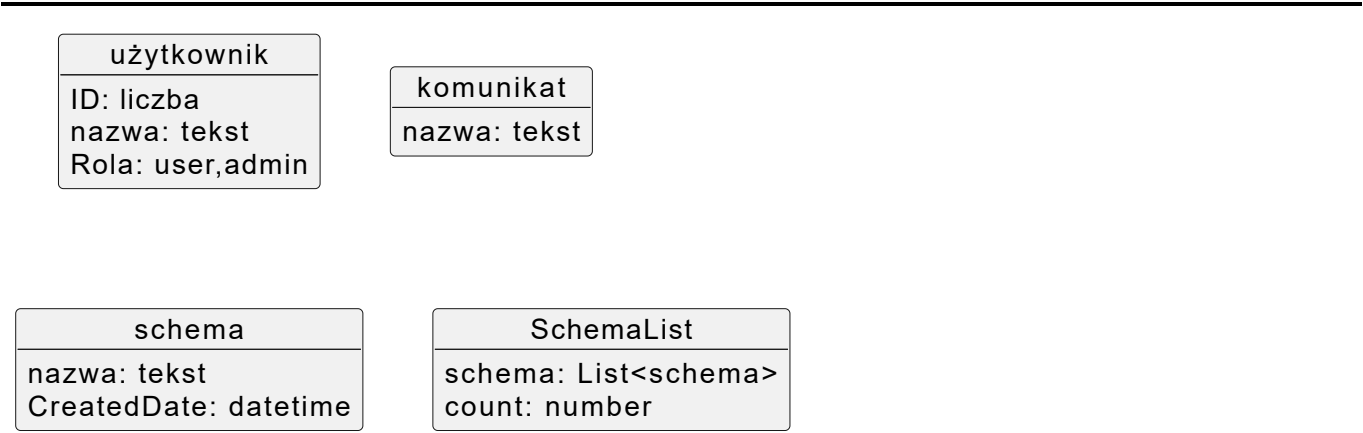 użytkownik
ID: liczba
nazwa: tekst
Rola: user,admin
komunikat
nazwa: tekst
schema
nazwa: tekst
CreatedDate: datetime
SchemaList
schema: List<schema>
count: number